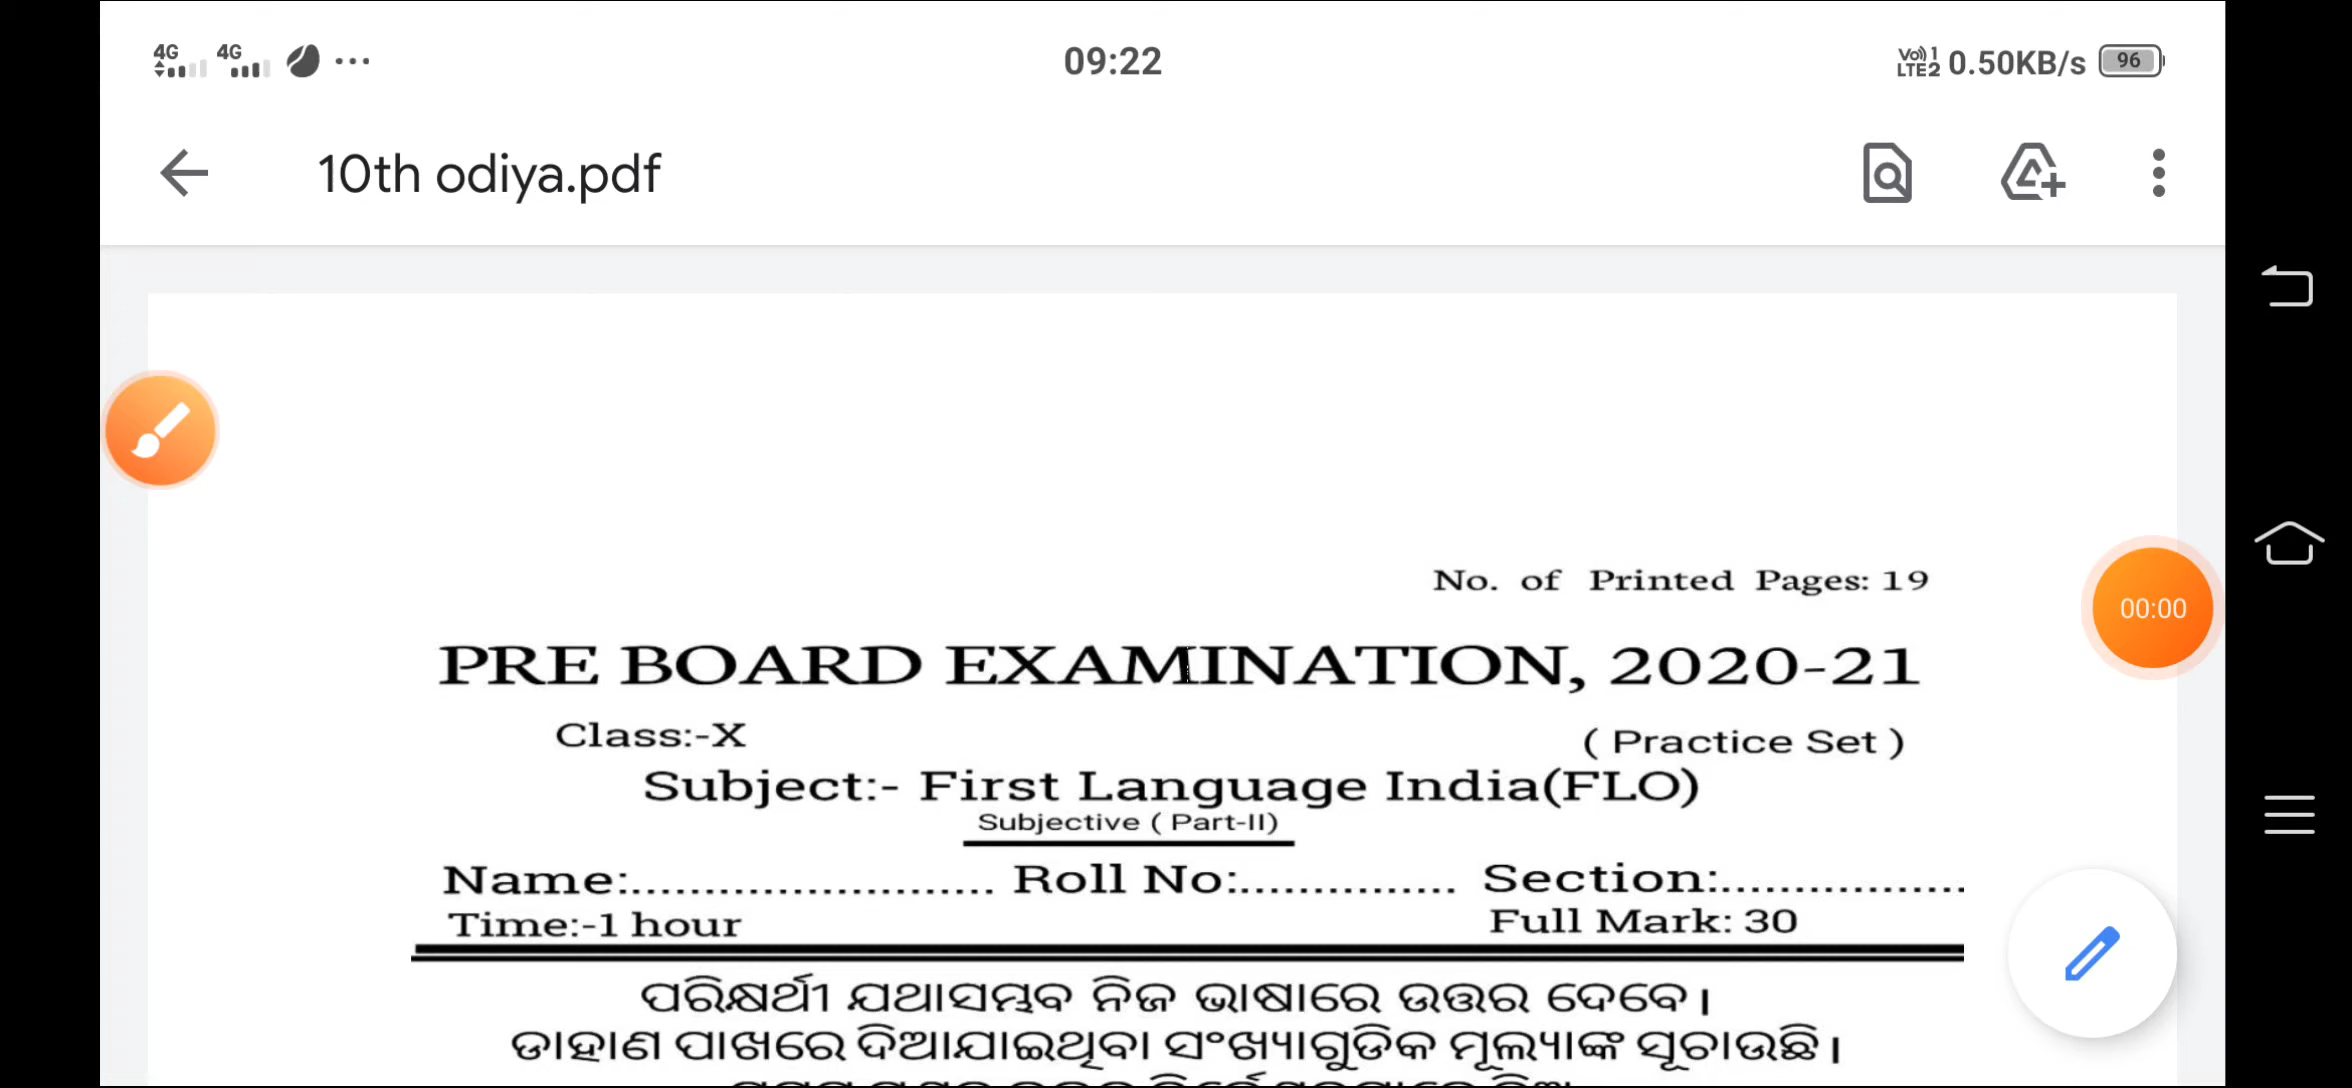 4G 4G ... 09:22 Vo)) 1 LTE2 0.50KB/s 96
10th odiya.pdf
No. of Printed Pages: 19
00:00
PRE BOARD EXAMINATION, 2020-21
Class:-X ( Practice Set )
Subject:- First Language India(FLO)
Subjective ( Part-II)
Name:......................... Roll No:............... Section:.................
Time:-1 hour Full Mark: 30
ପରିକ୍ଷର୍ଥୀ ଯଥାସମ୍ଭବ ନିଜ ଭାଷାରେ ଉତ୍ତର ଦେବେ।
ଡାହାଣ ପାଖରେ ଦିଆଯାଇଥିବା ସଂଖ୍ୟାଗୁଡିକ ମୂଲ୍ୟାଙ୍କ ସୂଚାଉଛି।